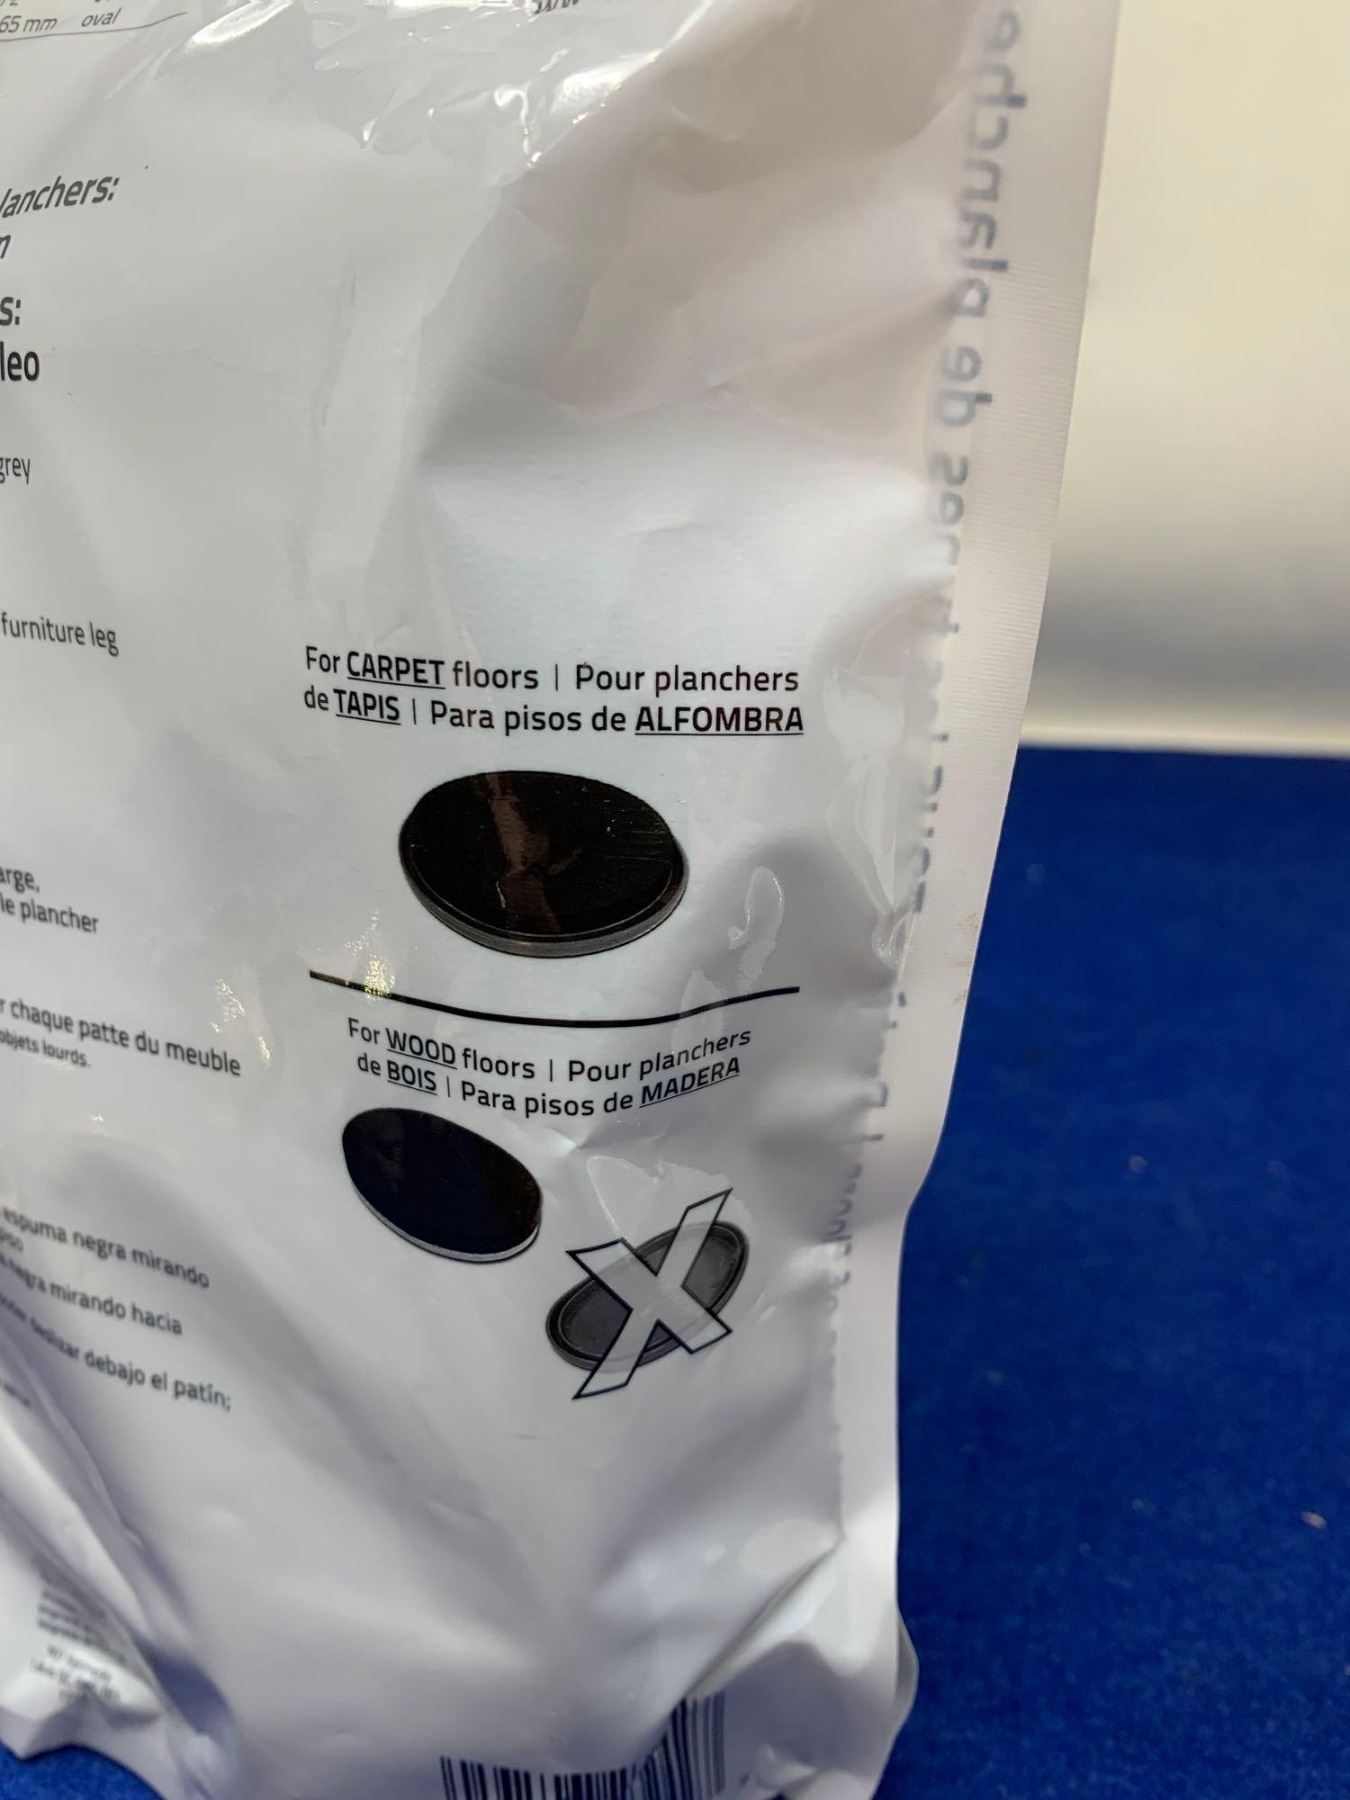 65 mm oval
lanchers:
s:
leo
grey
furniture leg
For CARPET floors | Pour planchers
de TAPIS | Para pisos de ALFOMBRA
arge,
le plancher
r chaque patte du meuble
objets lourds.
For WOOD floors | Pour planchers
de BOIS | Para pisos de MADERA
espuma negra mirando
piso
negra mirando hacia
debajo el patín;